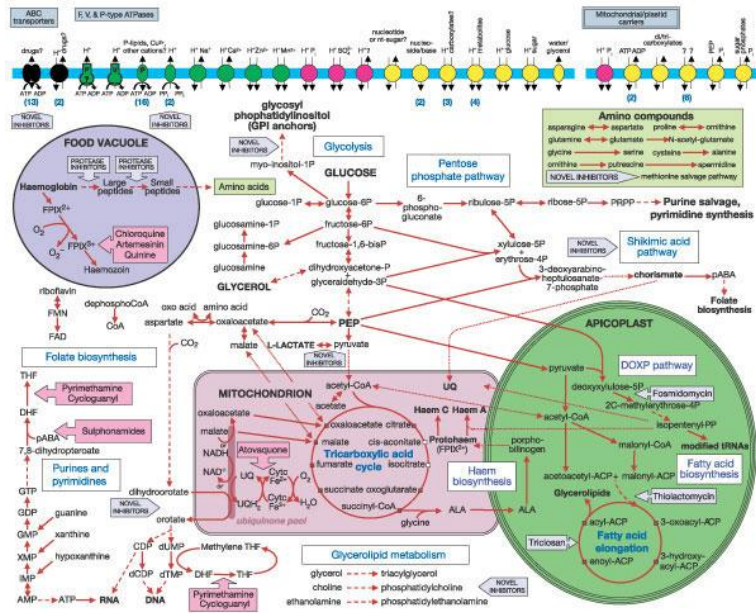 ABC transporters
F, V, & P-type ATPases
Mitochondrial/plastid carriers
drugs?
H⁺ drugs?
H⁺
H⁺
P-lipids, Cu²⁺, other cations?
H⁺
H⁺ Na⁺
H⁺ Ca²⁺
H⁺ Zn²⁺
H⁺ Mn²⁺
H⁺ Pᵢ
H⁺
H⁺?
nucleotide or nt-sugar?
nucleo-side/base
H⁺ carboxylates?
H⁺ metabolites
H⁺ glucose
H⁺ sugar
water/glycerol
H⁺ Pᵢ
ATP ADP
di/tri-carboxylates
? ?
PEP Pᵢ
sugar phosphates
ATP ADP
ATP ADP
ATP ADP
ATP ADP
(13)
(2)
(16)
(2)
(2)
(3)
(4)
(2)
(6)
NOVEL INHIBITORS
NOVEL INHIBITORS
FOOD VACUOLE
PROTEASE INHIBITORS
PROTEASE INHIBITORS
Haemoglobin
Large peptides
Small peptides
Amino acids
FPIX²⁺
O₂
O₂⁻
FPIX³⁺
Haemozoin
Chloroquine
Artemesinin
Quinine
glycosyl
phophatidylinositol
(GPI anchors)
NOVEL INHIBITORS
myo-inositol-1P
Glycolysis
GLUCOSE
glucose-1P
glucose-6P
glucosamine-1P
fructose-6P
glucosamine-6P
fructose-1,6-bisP
glucosamine
dihydroxyacetone-P
+
glyceraldehyde-3P
GLYCEROL
Pentose phosphate pathway
6-phospho-gluconate
ribulose-5P
ribose-5P
PRPP
Purine salvage,
pyrimidine synthesis
xyluiose-5P
+
erythrose-4P
Amino compounds
asparagine
aspartate
proline
ornithine
glutamine
glutamate
N-acetyl-glutamate
glycine
serine
cysteine
alanine
ornithine
putrescine
spermidine
NOVEL INHIBITORS
methionine salvage pathway
NOVEL INHIBITORS
Shikimic acid pathway
3-deoxyarabino-
heptulosanate
7-phosphate
chorismate
pABA
Folate
biosynthesis
riboflavin
FMN
FAD
dephosphoCoA
CoA
oxo acid
amino acid
aspartate
oxaloacetate
CO₂
PEP
malate
L-LACTATE
pyruvate
NOVEL INHIBITORS
CO₂
Folate biosynthesis
THF
Pyrimethamine
Cycloguanyl
DHF
pABA
Sulphonamides
7,8-dihydropteroate
Purines and pyrimidines
GTP
GDP
guanine
GMP
xanthine
XMP
hypoxanthine
IMP
AMP
ATP
RNA
DNA
NOVEL INHIBITORS
dihydroorotate
orotate
CDP
dUMP
dCDP
dTMP
Methylene THF
DHF
THF
Pyrimethamine
Cycloguanyl
MITOCHONDRION
acetyl-CoA
acetate
oxaloacetate
malate
NADH
or
NAD⁺
or
Atovaquone
UQ
Cytc Fe³⁺
O₂
UQH₂
Cytc Fe²⁺
H₂O
ubiquinone pool
oxaloacetate
citrate
malate
cis-aconitate
Tricarboxylic acid cycle
fumarate
isocitrate
succinate
oxoglutarate
succinyl-CoA
glycine
ALA
ALA
UQ
Haem C
Haem A
Protohaem
(FPIX²⁺)
porpho-bilinogen
Haem biosynthesis
APICOPLAST
DOXP pathway
pyruvate
deoxyxylulose-5P
Fosmidomycin
2C-methylerythrose-4P
acetyl-CoA
isopentenyl-PP
modified tRNAs
malonyl-CoA
acetoacetyl-ACP
+
malonyl-ACP
Fatty acid biosynthesis
Thiolactomycin
Glycerolipids
acyl-ACP
3-oxoacyl-ACP
Triclosan
Fatty acid elongation
enoyl-ACP
3-hydroxy-acyl-ACP
Glycerolipid metabolism
glycerol
triacylglycerol
choline
phosphatidylcholine
ethanolamine
phosphatidylethanolamine
NOVEL INHIBITORS